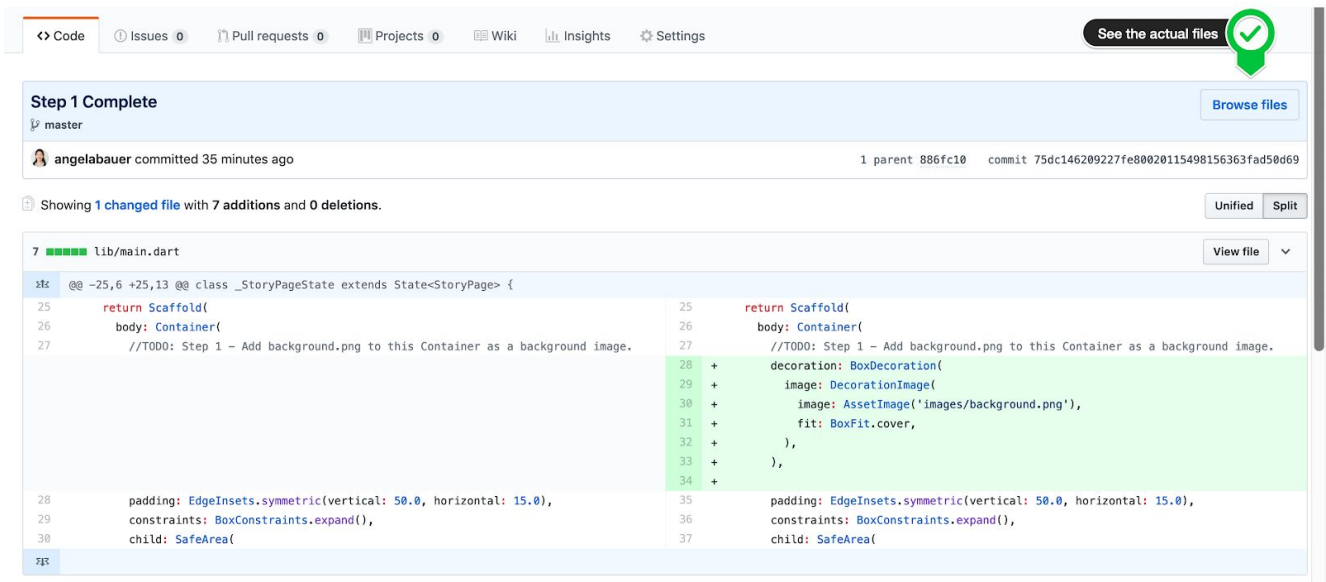 Code Issues 0 Pull requests 0 Projects 0 Wiki Insights Settings See the actual files
Step 1 Complete Browse files
master
angelabauer committed 35 minutes ago 1 parent 886fc10 commit 75dc146209227fe80020115498156363fad50d69
Showing 1 changed file with 7 additions and 0 deletions. Unified Split
7 lib/main.dart View file
@@ -25,6 +25,13 @@ class _StoryPageState extends State<StoryPage> {
25 return Scaffold( 25 return Scaffold(
26 body: Container( 26 body: Container(
27 //TODO: Step 1 – Add background.png to this Container as a background image. 27 //TODO: Step 1 – Add background.png to this Container as a background image.
28 + decoration: BoxDecoration(
29 + image: DecorationImage(
30 + image: AssetImage('images/background.png'),
31 + fit: BoxFit.cover,
32 + ),
33 + ),
34 +
28 padding: EdgeInsets.symmetric(vertical: 50.0, horizontal: 15.0), 35 padding: EdgeInsets.symmetric(vertical: 50.0, horizontal: 15.0),
29 constraints: BoxConstraints.expand(), 36 constraints: BoxConstraints.expand(),
30 child: SafeArea( 37 child: SafeArea(